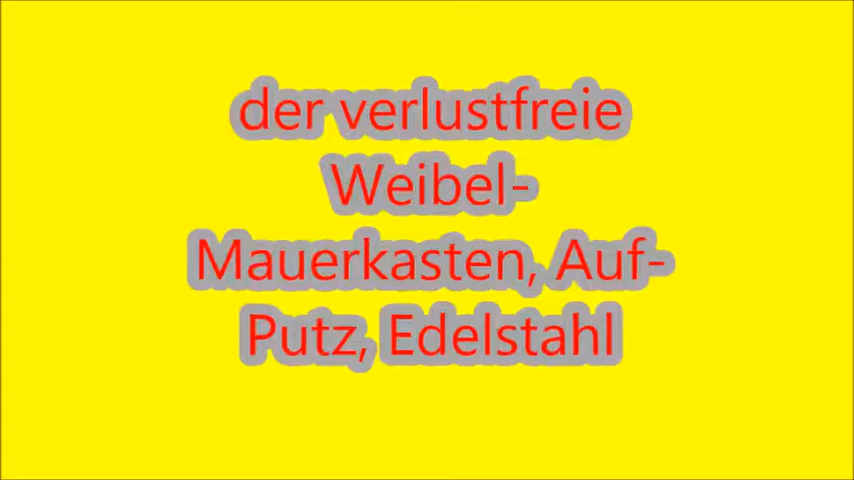 der verlustfreie
Weibel-
Mauerkasten, Auf-
Putz, Edelstahl